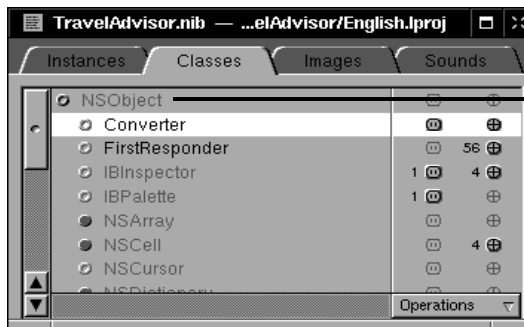 TravelAdvisor.nib — ...elAdvisor/English.lproj
Instances Classes Images Sounds
NSObject
Converter
FirstResponder 56
IBInspector 1 4
IBPalette 1
NSArray
NSCell 4
NSCursor
NSDictionary
Operations